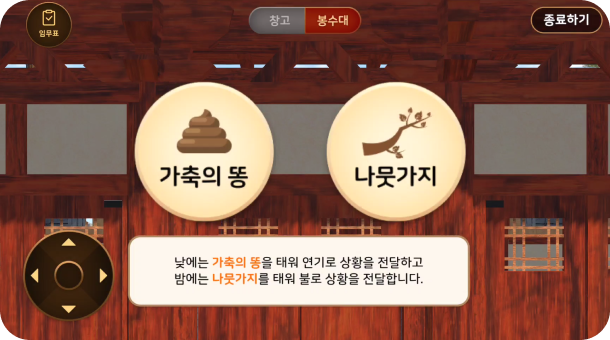 임무표
창고 봉수대
종료하기
가축의 똥
나뭇가지
낮에는 가축의 똥을 태워 연기로 상황을 전달하고
밤에는 나뭇가지를 태워 불로 상황을 전달합니다.